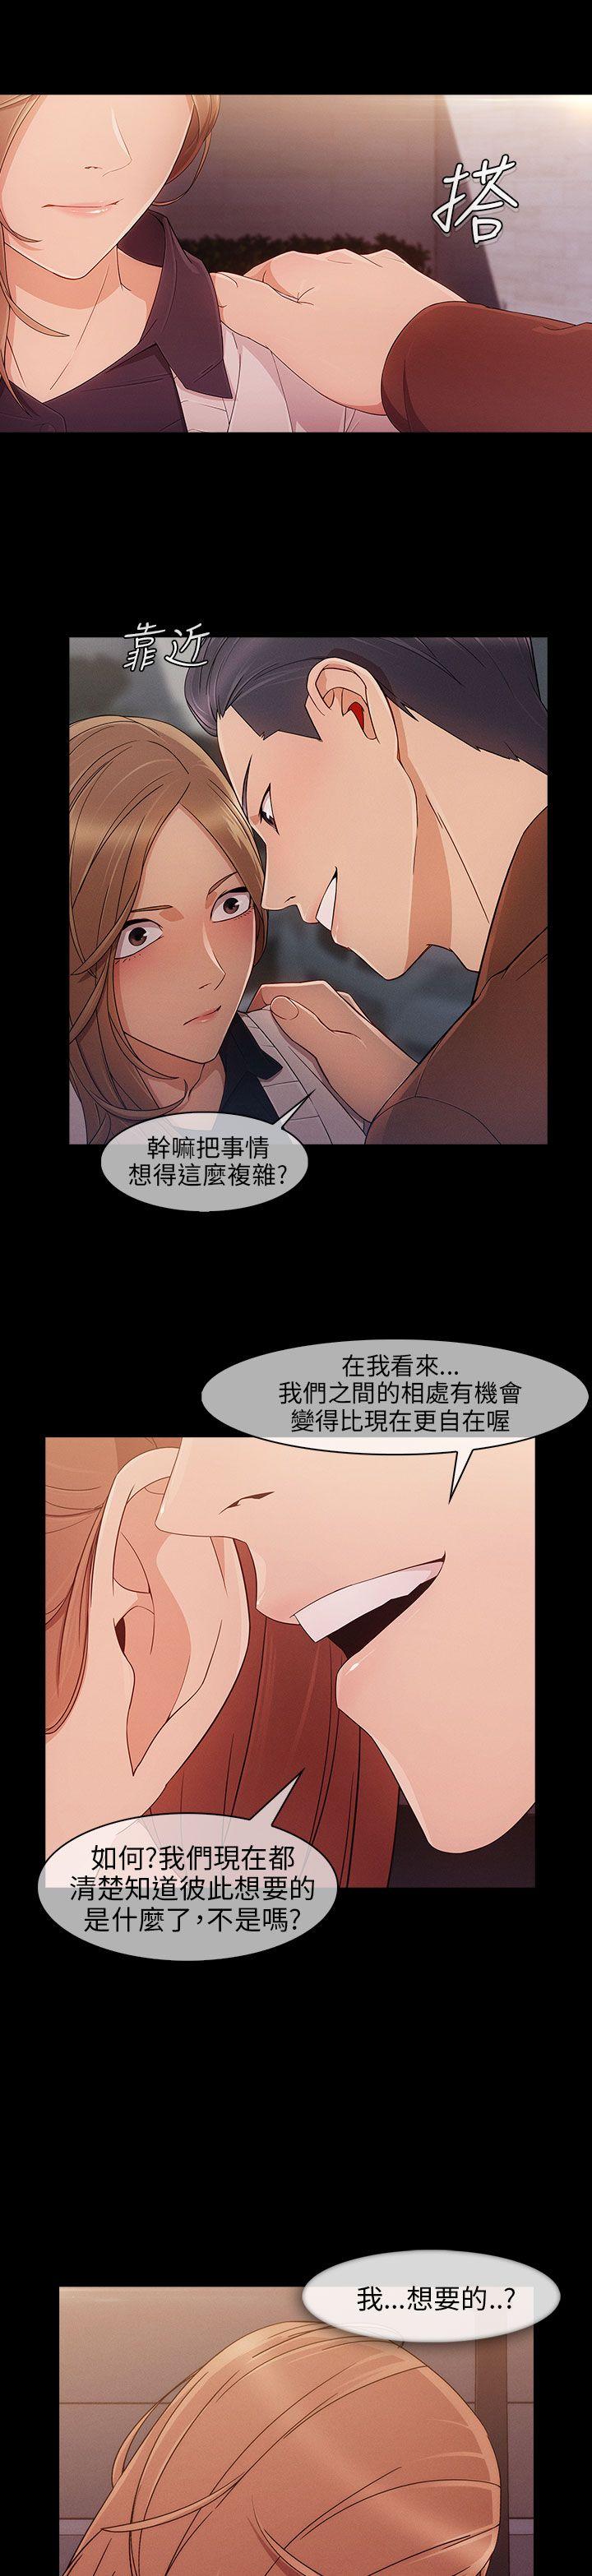 搭
靠近
幹嘛把事情
想得這麼複雜?
在我看來...
我們之間的相處有機會
變得比現在更自在喔
如何?我們現在都
清楚知道彼此想要的
是什麼了,不是嗎?
我...想要的..?